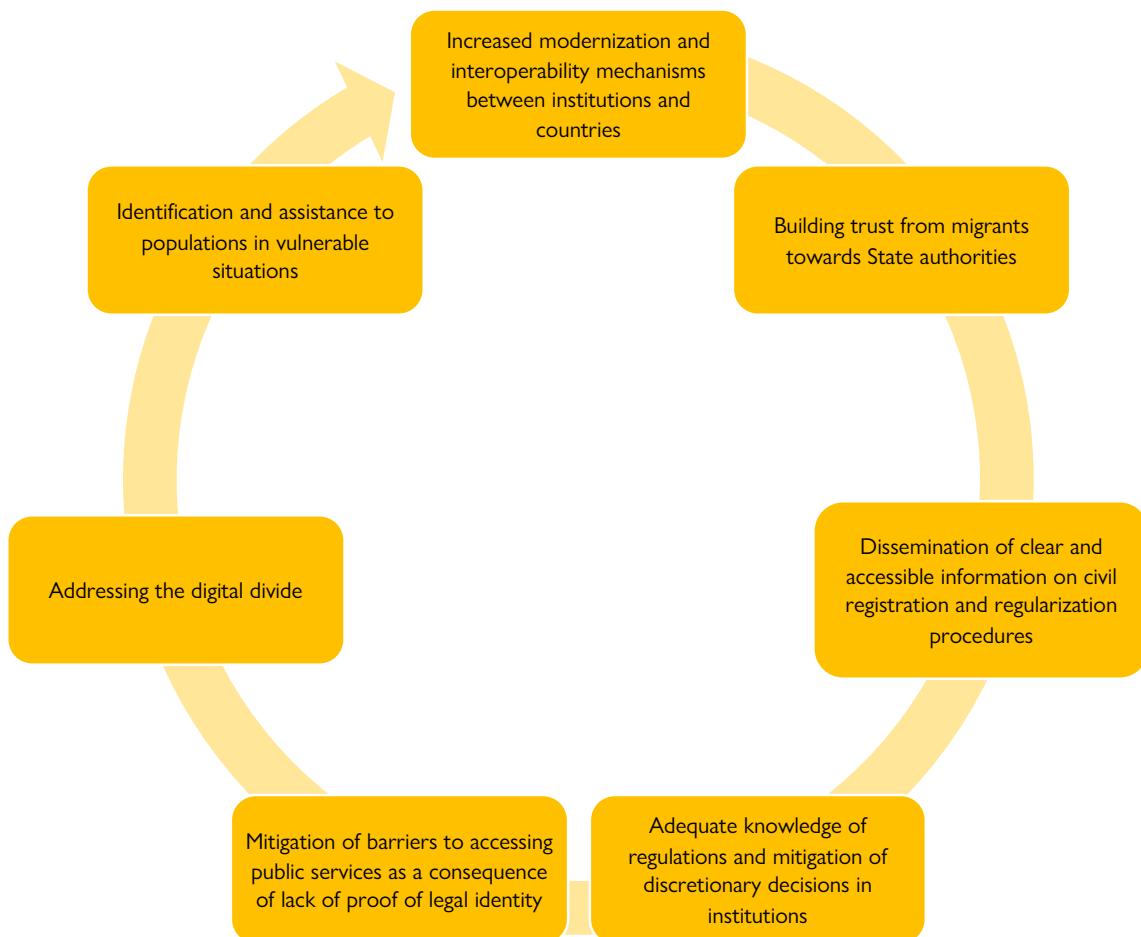 Increased modernization and
interoperability mechanisms
between institutions and
countries
Building trust from migrants
towards State authorities
Dissemination of clear and
accessible information on civil
registration and regularization
procedures
Adequate knowledge of
regulations and mitigation of
discretionary decisions in
institutions
Mitigation of barriers to accessing
public services as a consequence
of lack of proof of legal identity
Addressing the digital divide
Identification and assistance to
populations in vulnerable
situations